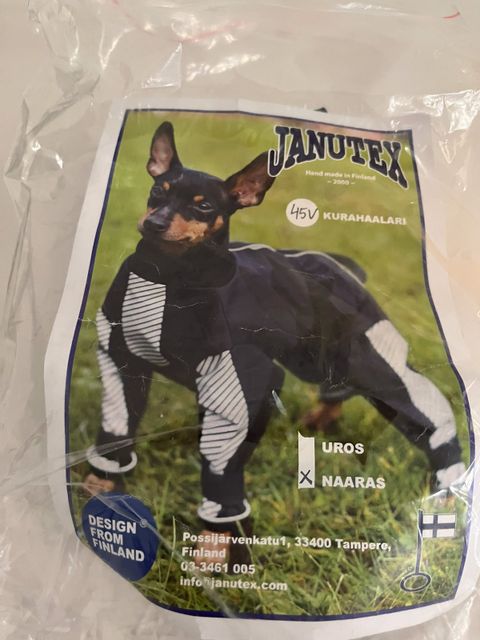 JANUTEX
Hand made in Finland
- 2000 -
45V KURAHAALARI
UROS
X NAARAS
DESIGN®
FROM
FINLAND
Possijärvenkatu1, 33400 Tampere,
Finland
03-3461 005
info@janutex.com